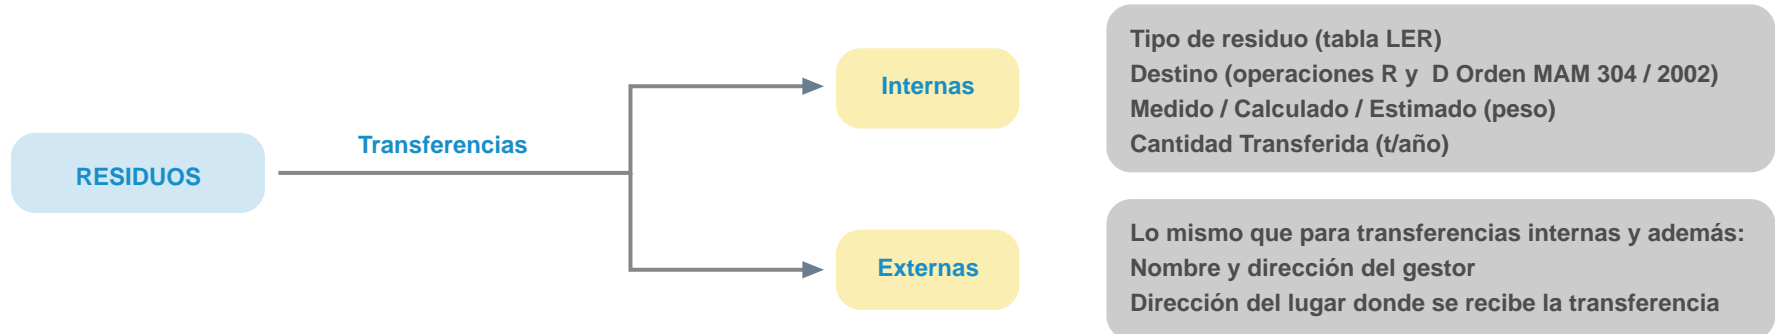 RESIDUOS
Transferencias
Internas
Tipo de residuo (tabla LER)
Destino (operaciones R y  D Orden MAM 304 / 2002)
Medido / Calculado / Estimado (peso)
Cantidad Transferida (t/año)
Externas
Lo mismo que para transferencias internas y además:
Nombre y dirección del gestor
Dirección del lugar donde se recibe la transferencia